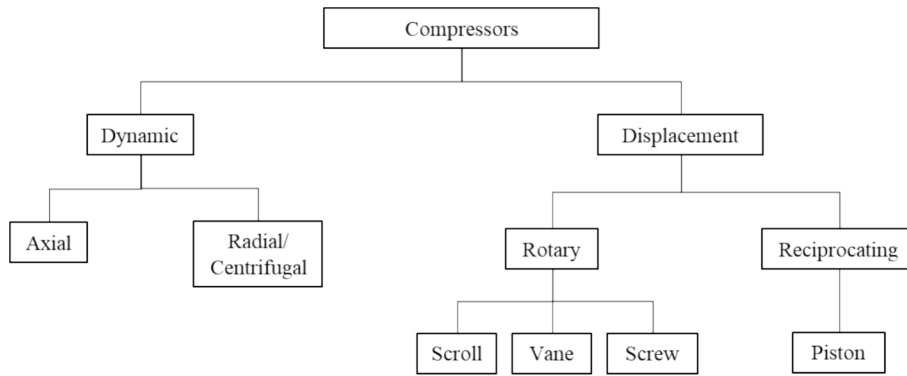 Compressors
Dynamic
Displacement
Axial
Radial/
Centrifugal
Rotary
Reciprocating
Scroll
Vane
Screw
Piston